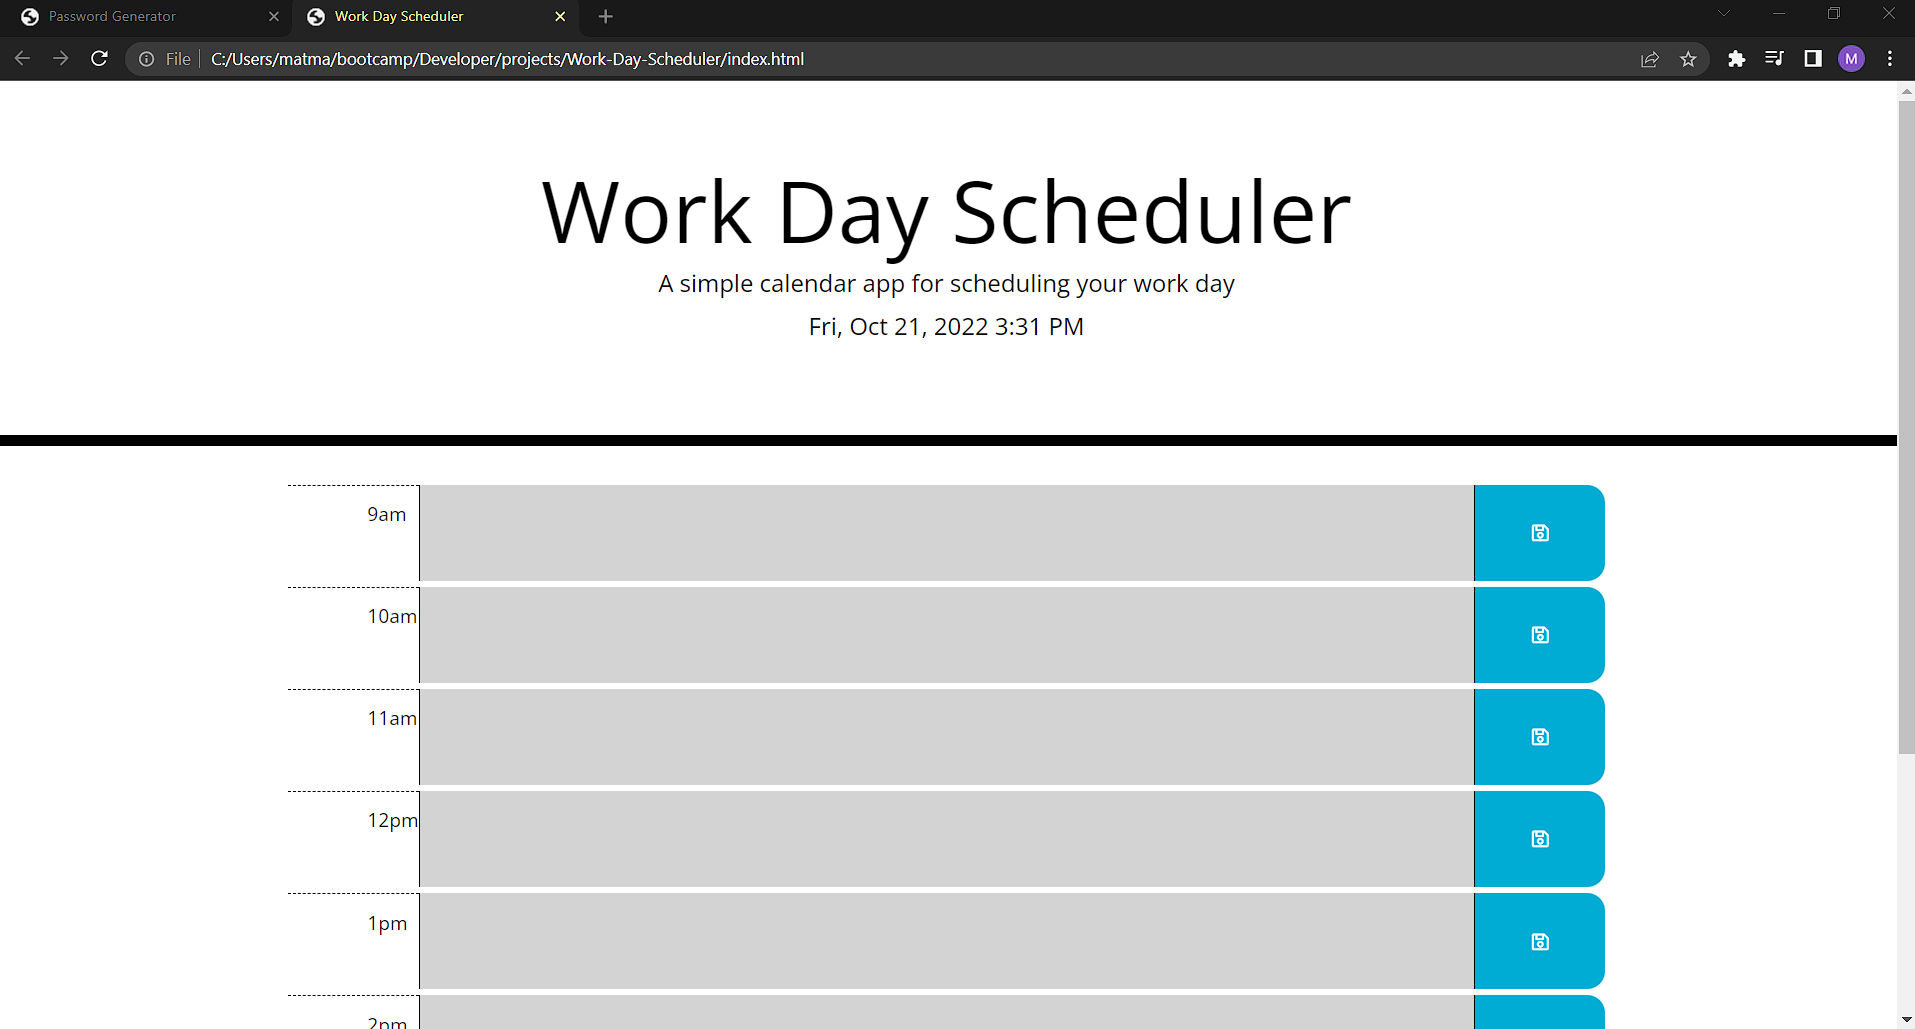 Password Generator
Work Day Scheduler
File
C:/Users/matma/bootcamp/Developer/projects/Work-Day-Scheduler/index.html
M
Work Day Scheduler
A simple calendar app for scheduling your work day
Fri, Oct 21, 2022 3:31 PM
9am
10am
11am
12pm
1pm
2pm